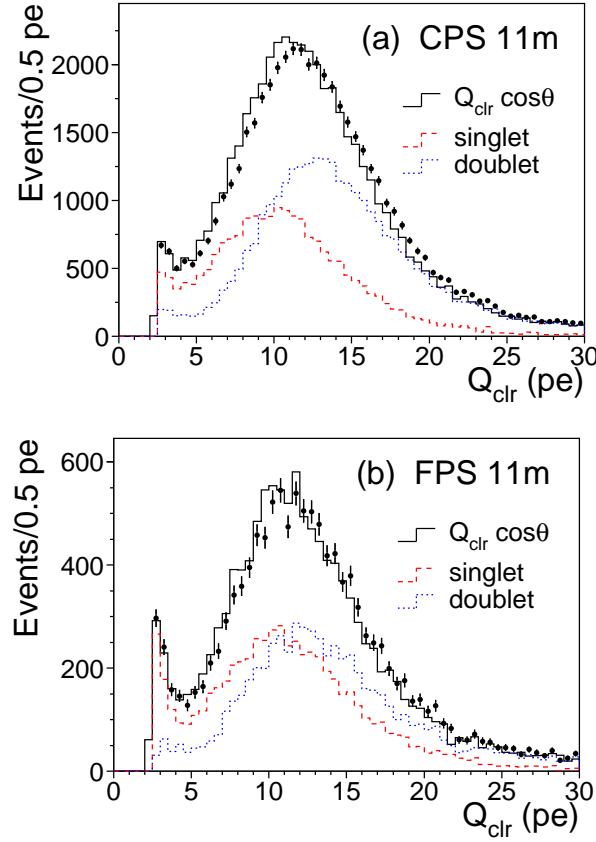 (a) CPS 11m
Events/0.5 pe
Q_clr cosθ
singlet
doublet
2000
1500
1000
500
0
0 5 10 15 20 25 30
Q_clr (pe)
(b) FPS 11m
Events/0.5 pe
Q_clr cosθ
singlet
doublet
600
400
200
0
0 5 10 15 20 25 30
Q_clr (pe)